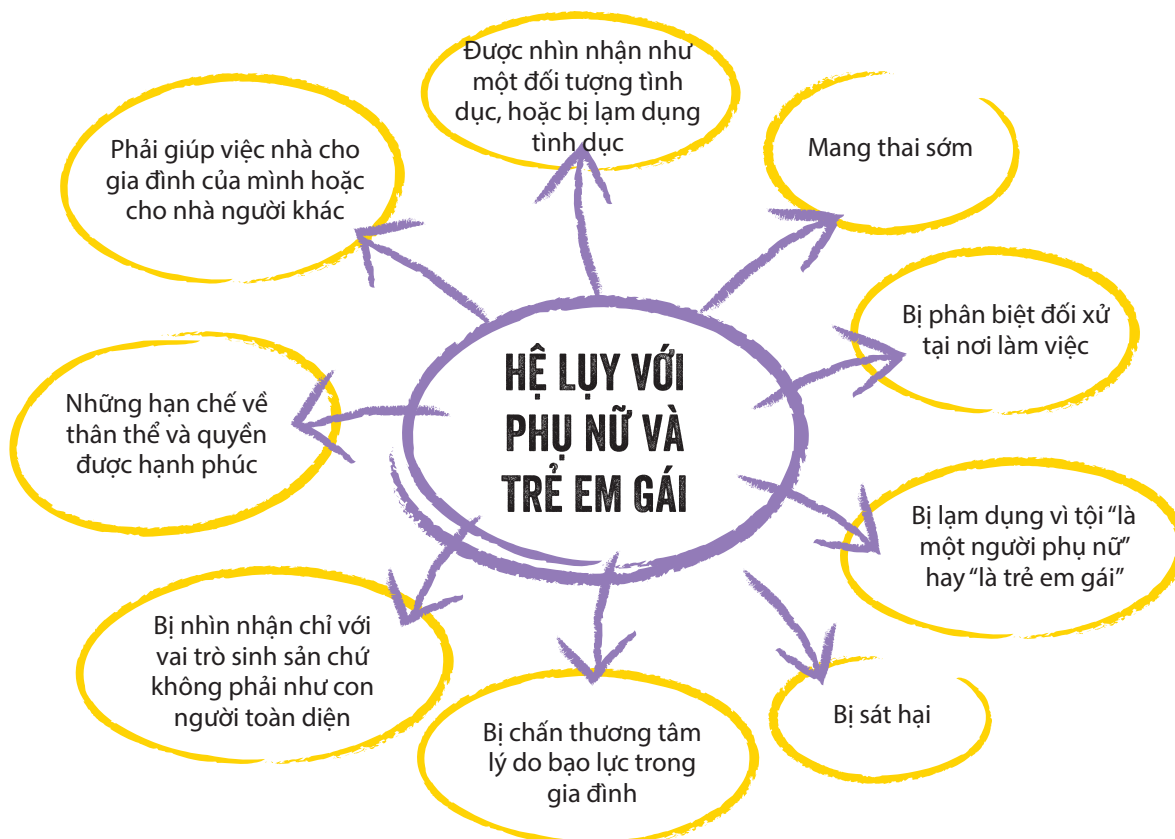 Được nhìn nhận như
một đối tượng tình
dục, hoặc bị lạm dụng
tình dục
Mang thai sớm
Phải giúp việc nhà cho
gia đình của mình hoặc
cho nhà người khác
Bị phân biệt đối xử
tại nơi làm việc
HỆ LỤY VỚI
PHỤ NỮ VÀ
TRẺ EM GÁI
Những hạn chế về
thân thể và quyền
được hạnh phúc
Bị lạm dụng vì tội “là
một người phụ nữ”
hay “là trẻ em gái”
Bị nhìn nhận chỉ với
vai trò sinh sản chứ
không phải như con
người toàn diện
Bị sát hại
Bị chấn thương tâm
lý do bạo lực trong
gia đình